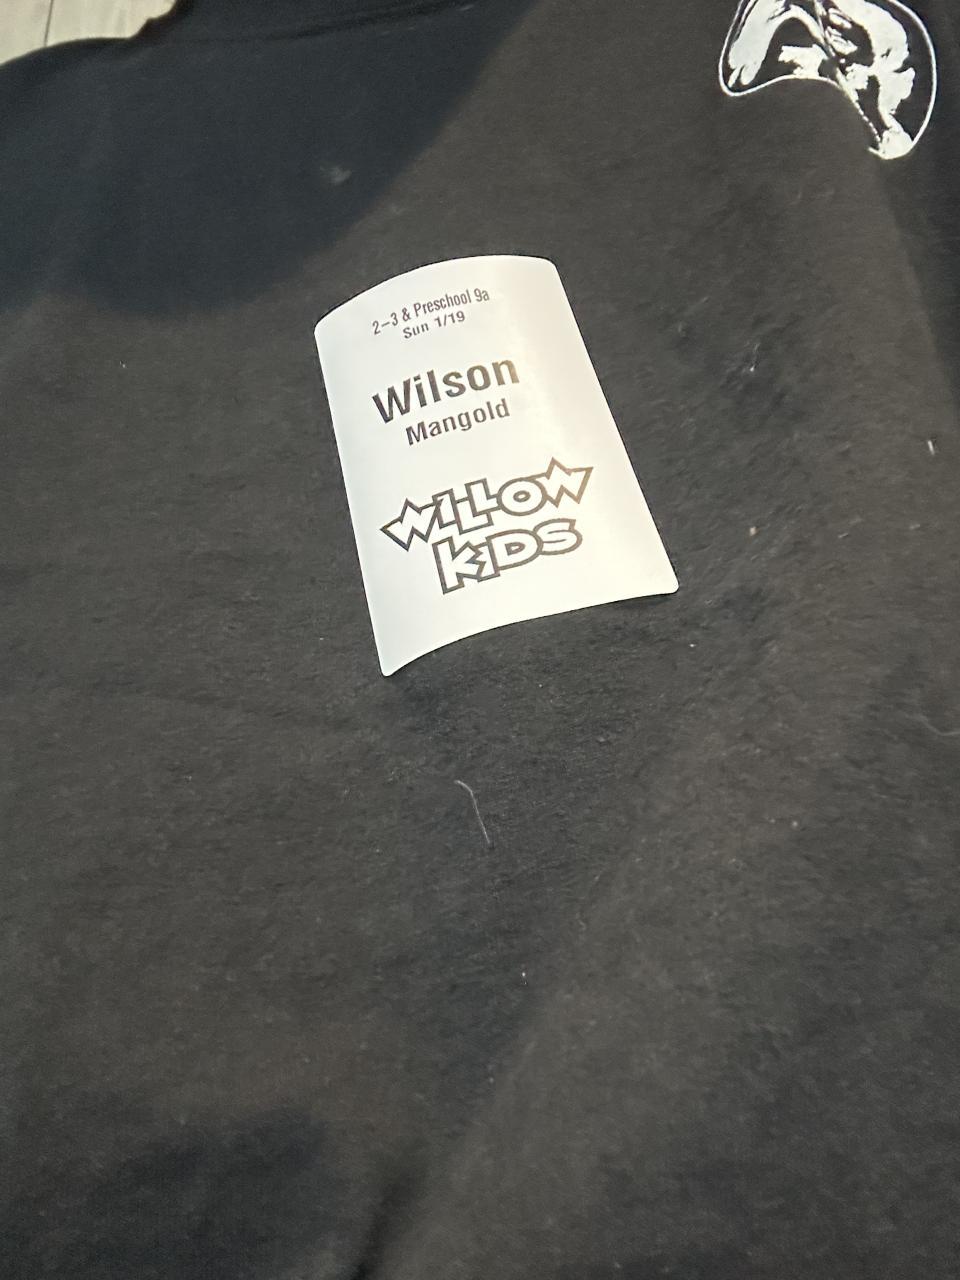 2-3 & Preschool 9a
Sun 1/19
Wilson
Mangold
WILLOW
KIDS